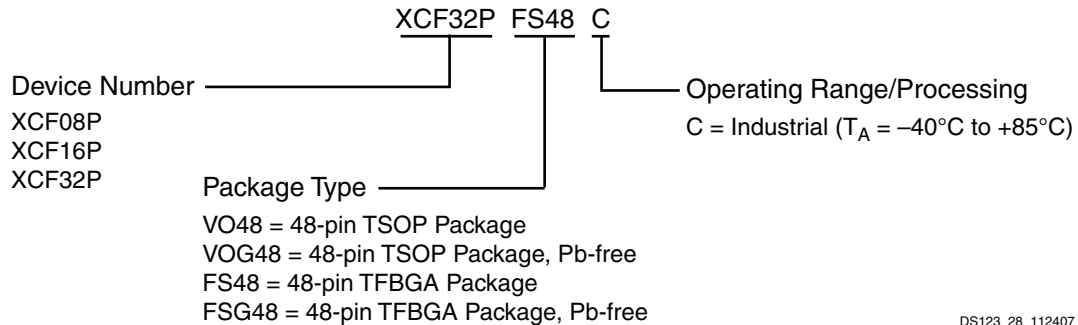 XCF32P FS48 C
Device Number
XCF08P
XCF16P
XCF32P
Package Type
VO48 = 48-pin TSOP Package
VOG48 = 48-pin TSOP Package, Pb-free
FS48 = 48-pin TFBGA Package
FSG48 = 48-pin TFBGA Package, Pb-free
Operating Range/Processing
C = Industrial (TA = –40°C to +85°C)
DS123_28_112407